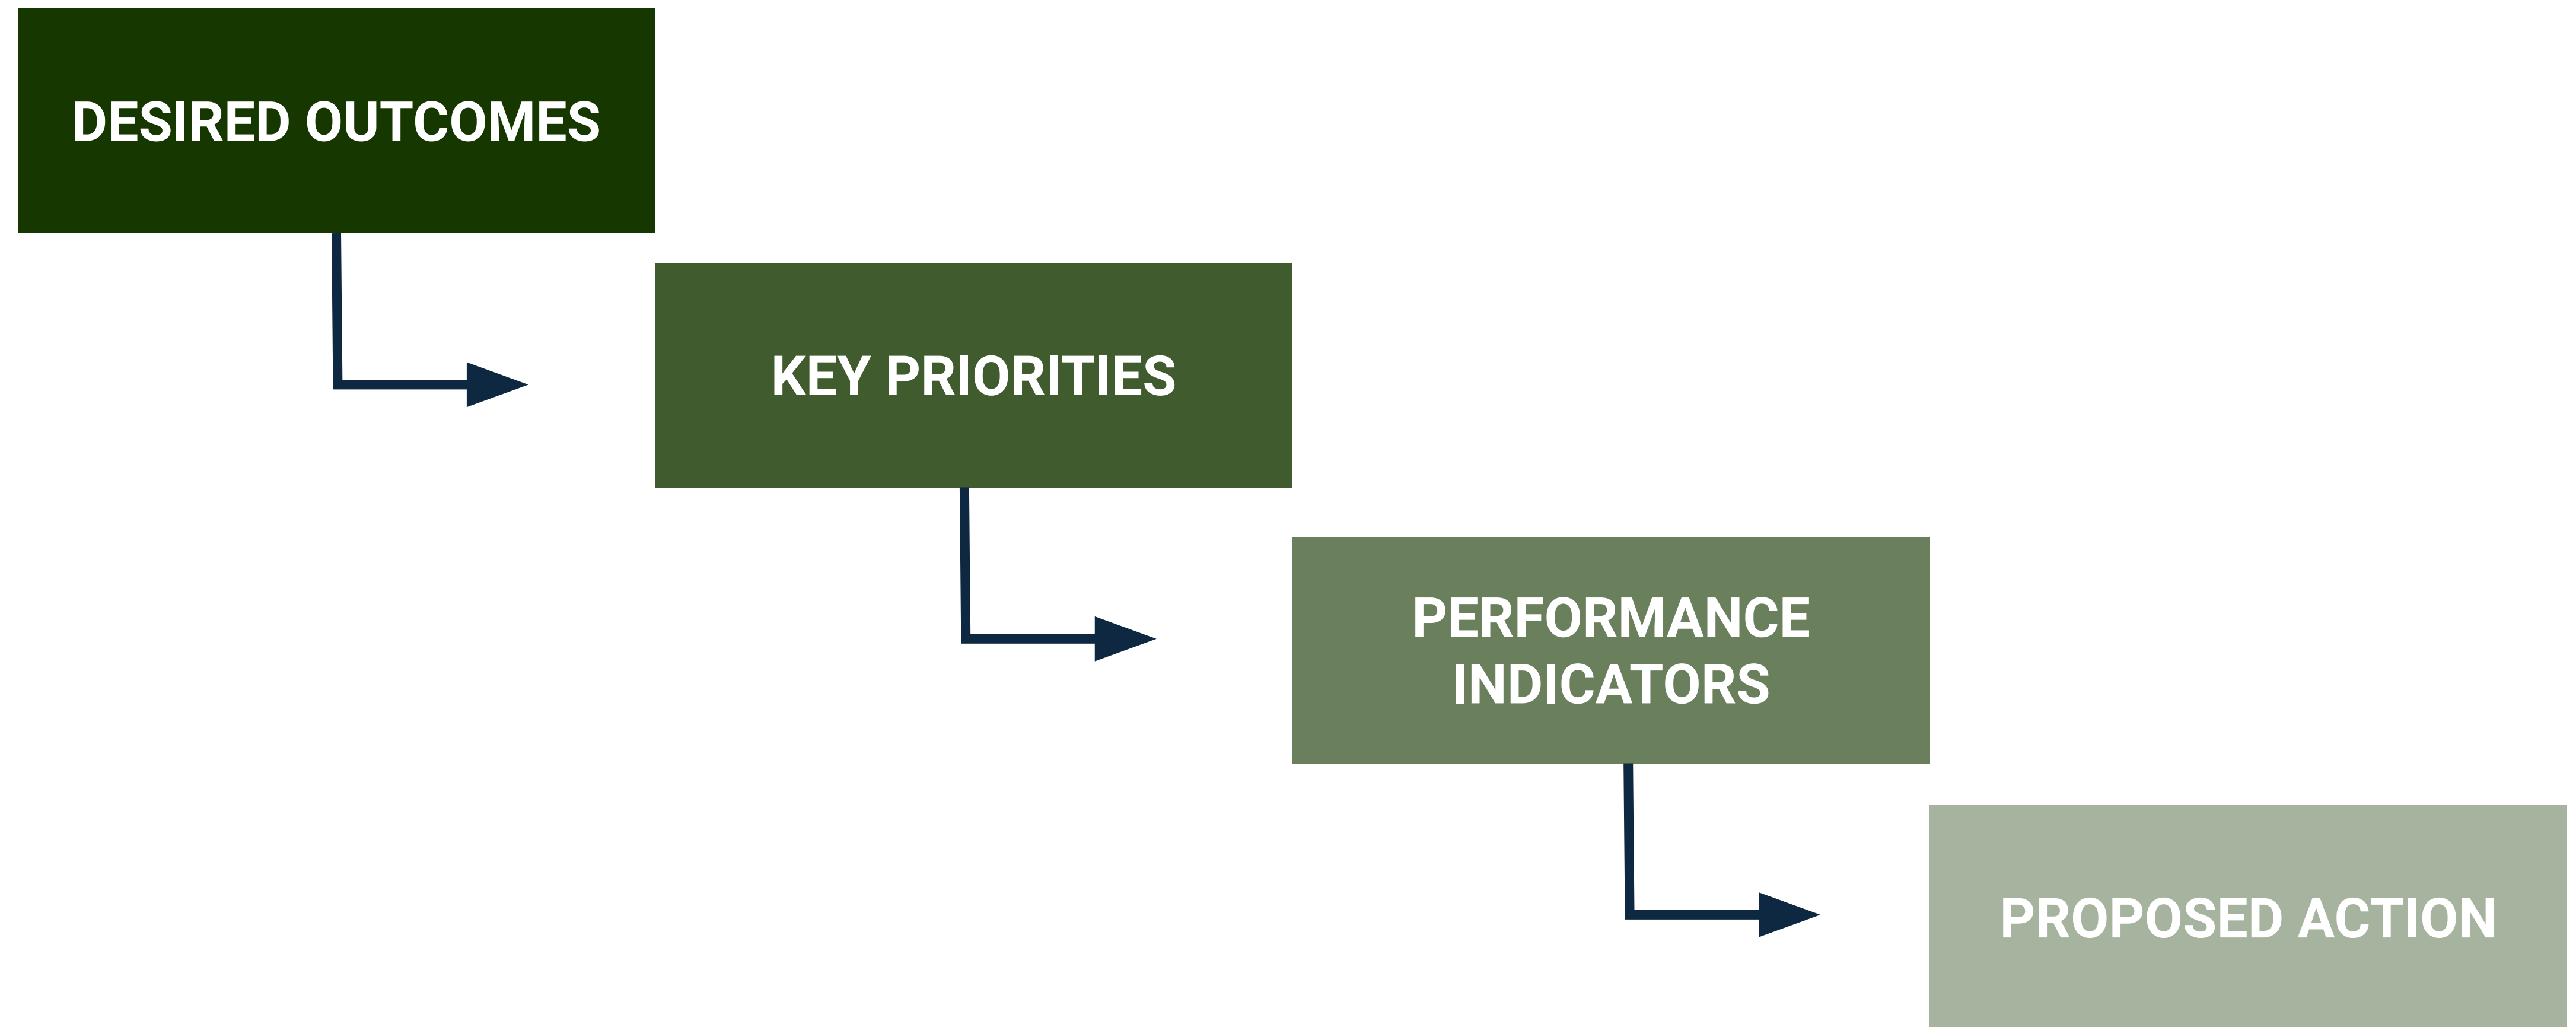 DESIRED OUTCOMES
KEY PRIORITIES
PERFORMANCE
INDICATORS
PROPOSED ACTION